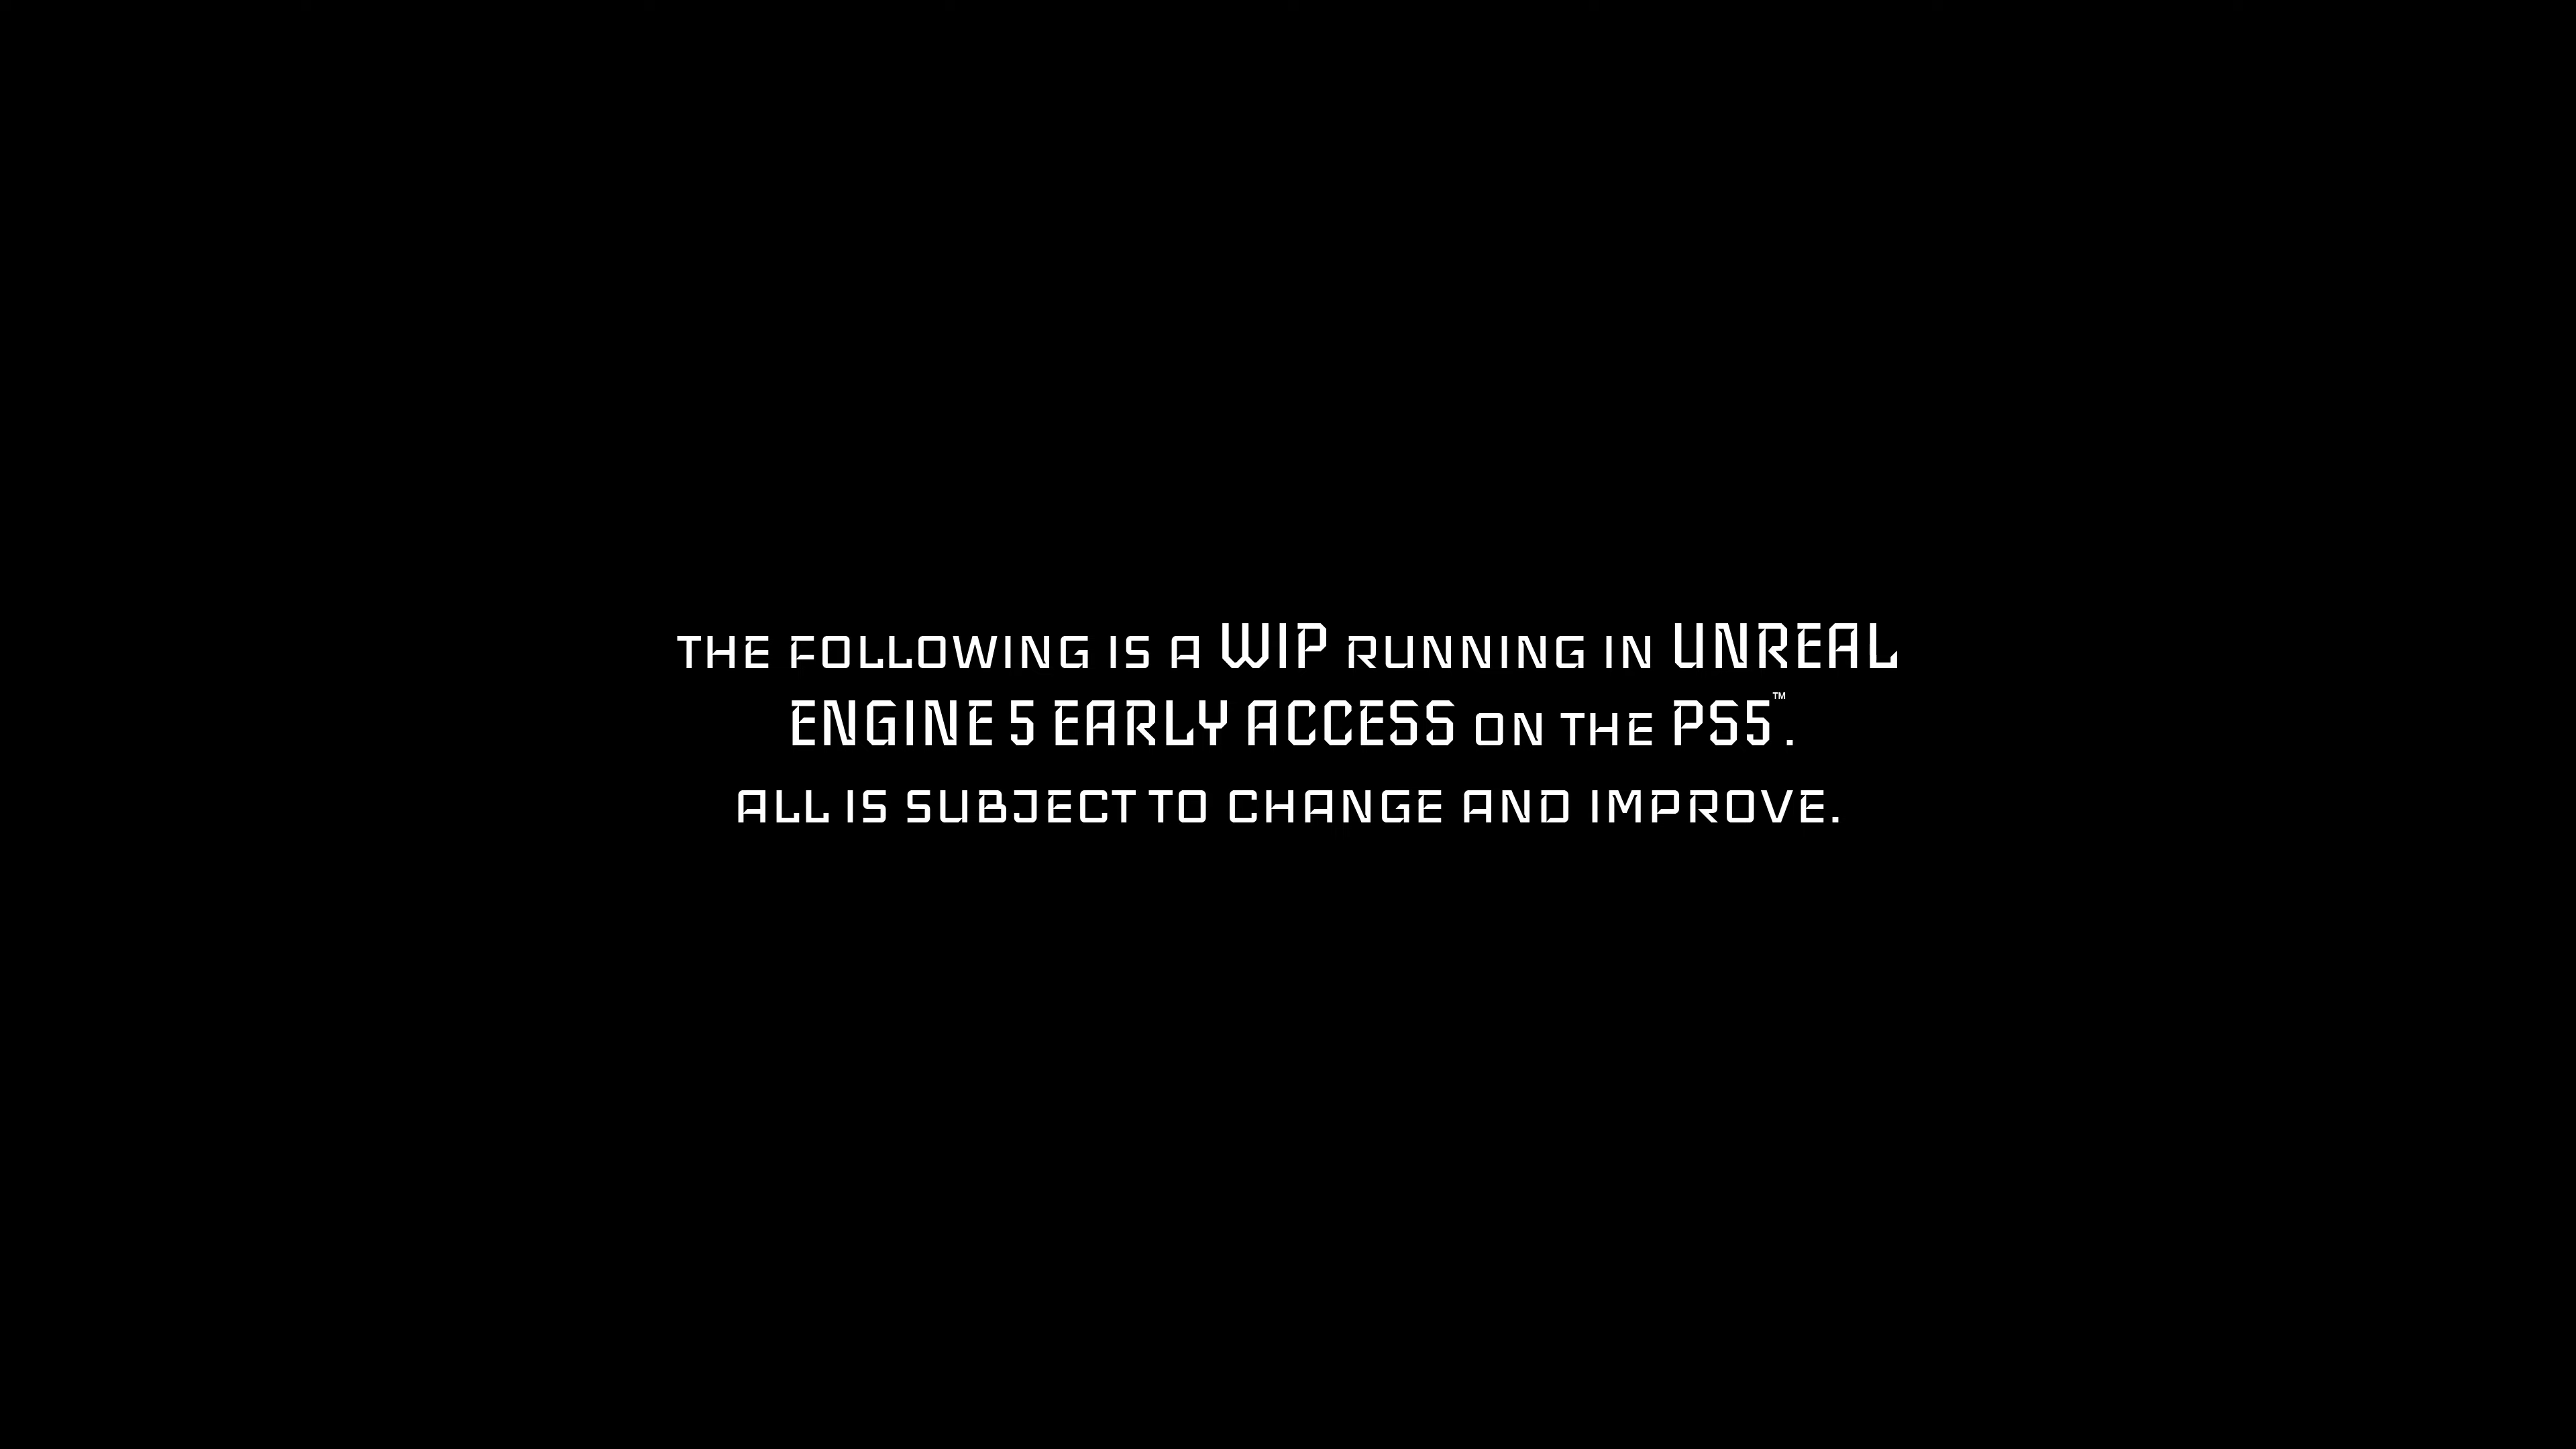 THE FOLLOWING IS A WIP RUNNING IN UNREAL
ENGINE 5 EARLY ACCESS ON THE PS5™.
ALL IS SUBJECT TO CHANGE AND IMPROVE.